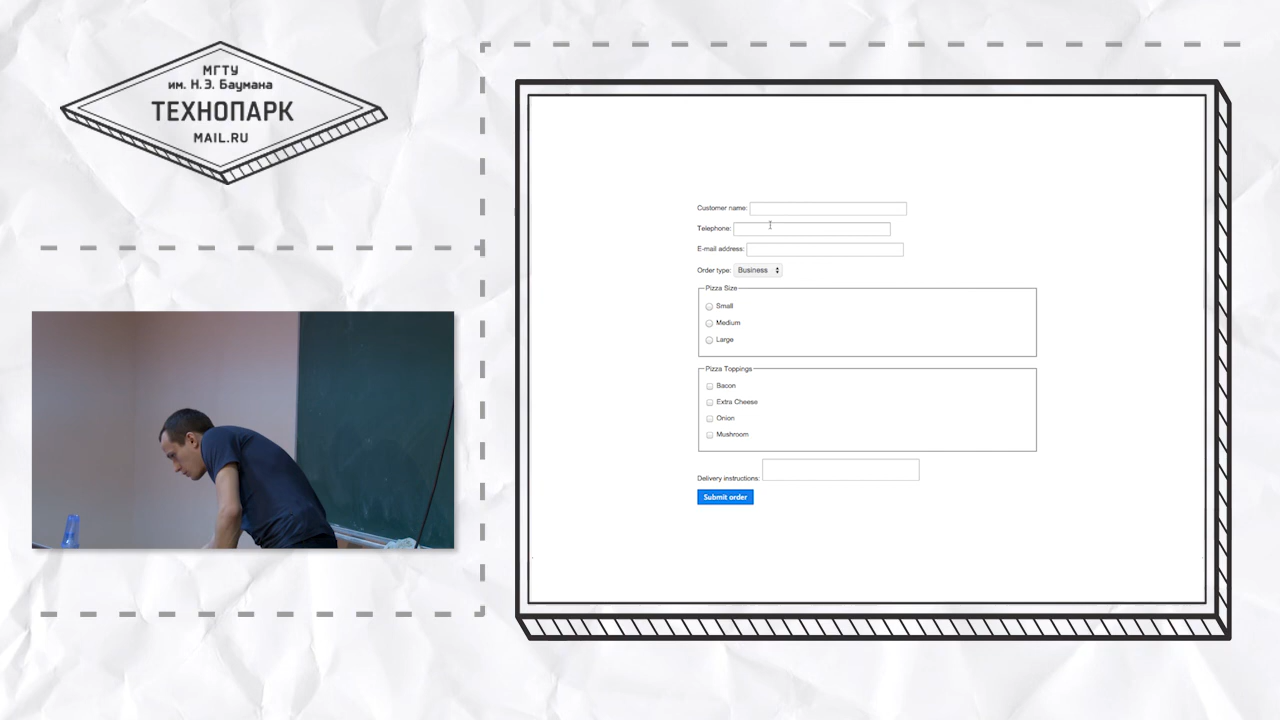 МГТУ
им. Н.Э. Баумана
ТЕХНОПАРК
MAIL.RU
Customer name:
Telephone:
E-mail address:
Order type: Business
Pizza Size
Small
Medium
Large
Pizza Toppings
Bacon
Extra Cheese
Onion
Mushroom
Delivery instructions:
Submit order